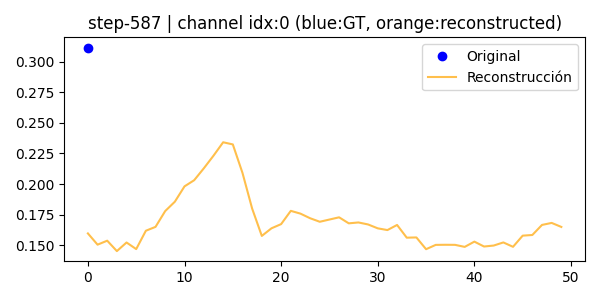 step-587 | channel idx:0 (blue:GT, orange:reconstructed)
Original
Reconstrucción
0.300
0.275
0.250
0.225
0.200
0.175
0.150
0 10 20 30 40 50